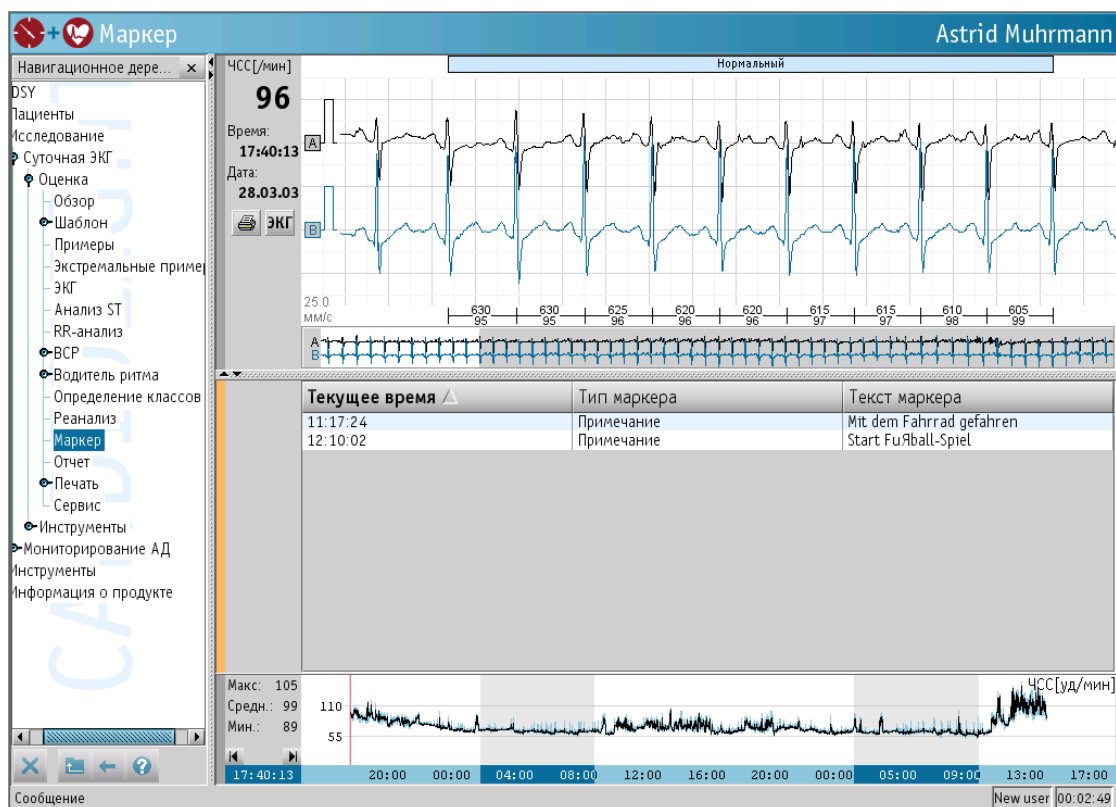 Маркер
Astrid Muhrmann
Навигационное дере...
DSY
Пациенты
Исследование
Суточная ЭКГ
Оценка
Обзор
Шаблон
Примеры
Экстремальные приме
ЭКГ
Анализ ST
RR-анализ
ВСР
Водитель ритма
Определение классов
Реанализ
Маркер
Отчет
Печать
Сервис
Инструменты
Мониторирование АД
Инструменты
Информация о продукте
ЧСС[/мин]
96
Время:
17:40:13
Дата:
28.03.03
ЭКГ
Нормальный
A
B
25.0
мм/с
630 630 625 620 620 615 615 610 605
95 95 96 96 96 97 97 98 99
A
B
Текущее время Тип маркера Текст маркера
11:17:24 Примечание Mit dem Fahrrad gefahren
12:10:02 Примечание Start FuЯball-Spiel
Макс: 105
Средн.: 99
Мин.: 89
ЧСС[уд/мин]
110
55
17:40:13 20:00 00:00 04:00 08:00 12:00 16:00 20:00 00:00 05:00 09:00 13:00 17:00
Сообщение
New user 00:02:49